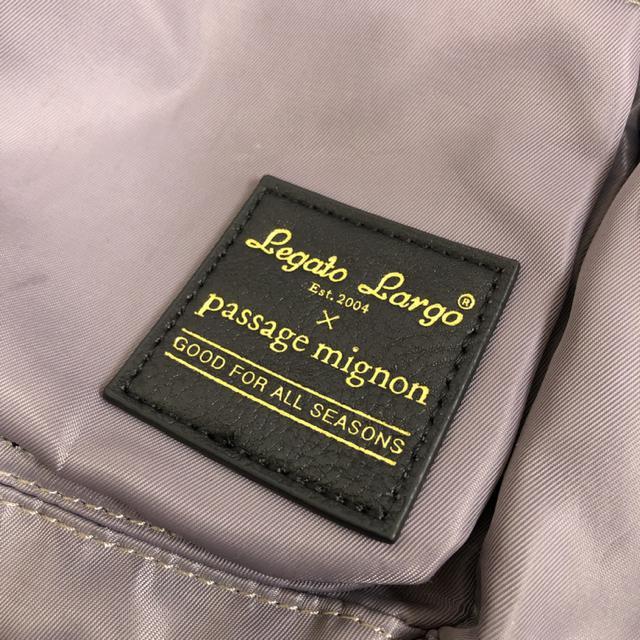 Legato Largo®
Est. 2004
×
passage mignon
GOOD FOR ALL SEASONS